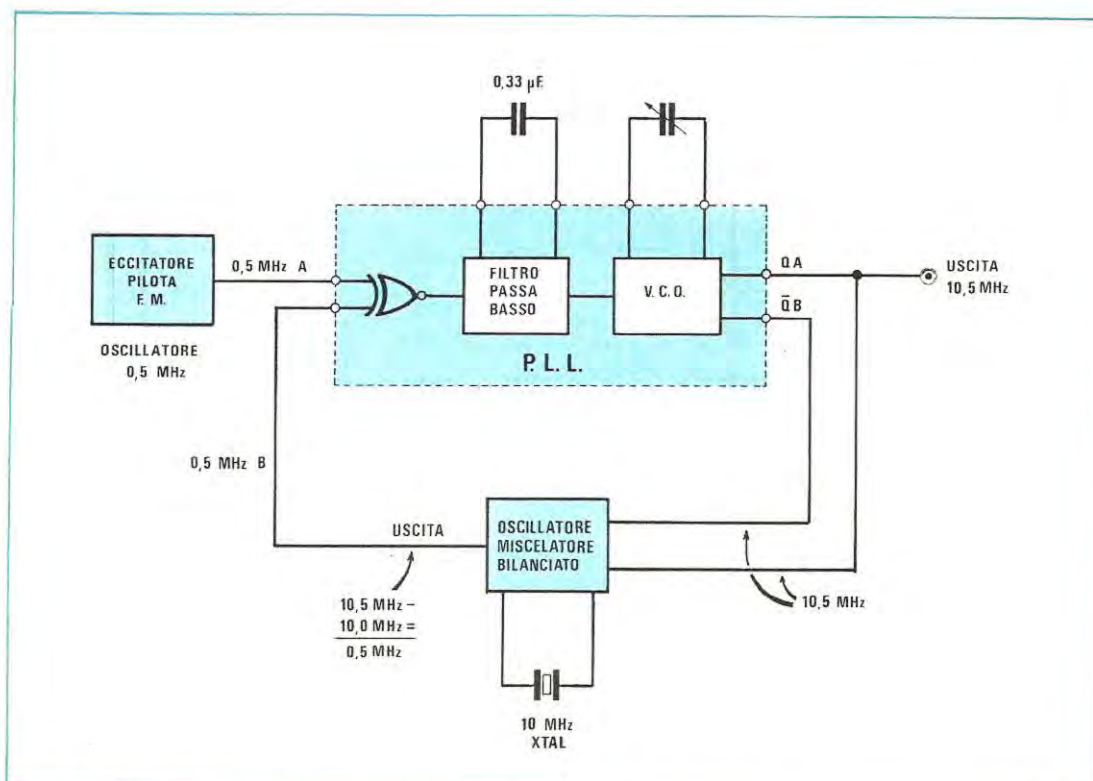 0,33 µF.
ECCITATORE
PILOTA
F. M.
OSCILLATORE
0,5 MHz
0,5 MHz A
FILTRO
PASSA
BASSO
V. C. O.
P. L. L.
QA
Q̅B
USCITA
10,5 MHz
0,5 MHz B
USCITA
OSCILLATORE
MISCELATORE
BILANCIATO
10,5 MHz
10,5 MHz –
10,0 MHz =
0,5 MHz
10 MHz
XTAL